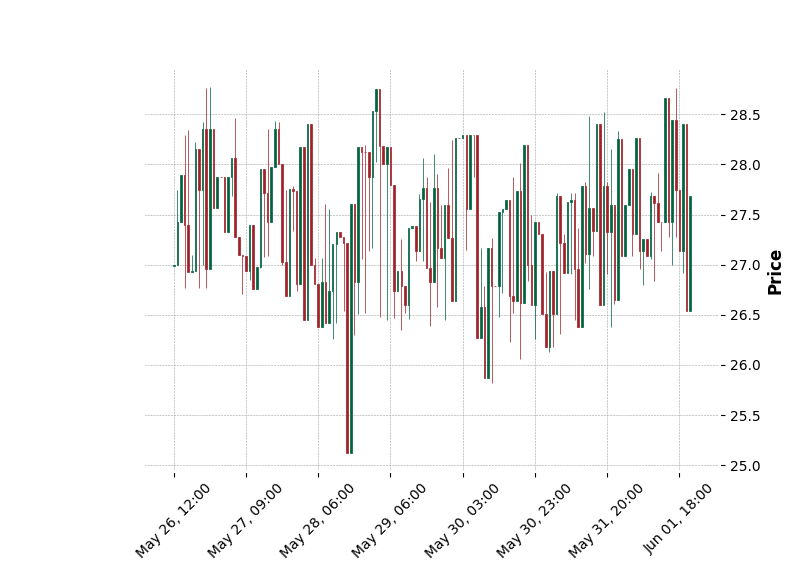 28.5
28.0
27.5
27.0
26.5
26.0
25.5
25.0
Price
May 26, 12:00
May 27, 09:00
May 28, 06:00
May 29, 06:00
May 30, 03:00
May 30, 23:00
May 31, 20:00
Jun 01, 18:00